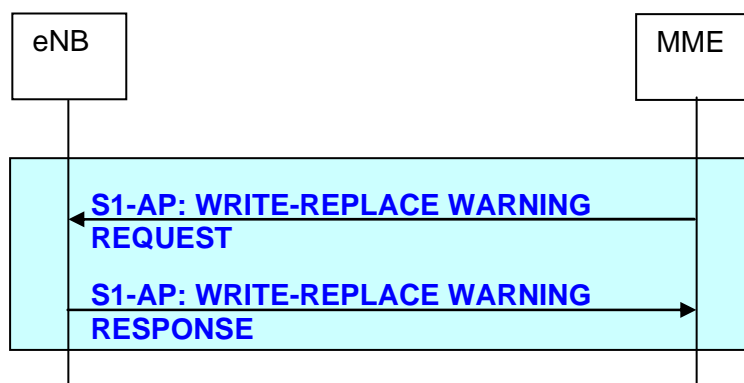 eNB
MME
S1-AP: WRITE-REPLACE WARNING
REQUEST
S1-AP: WRITE-REPLACE WARNING
RESPONSE